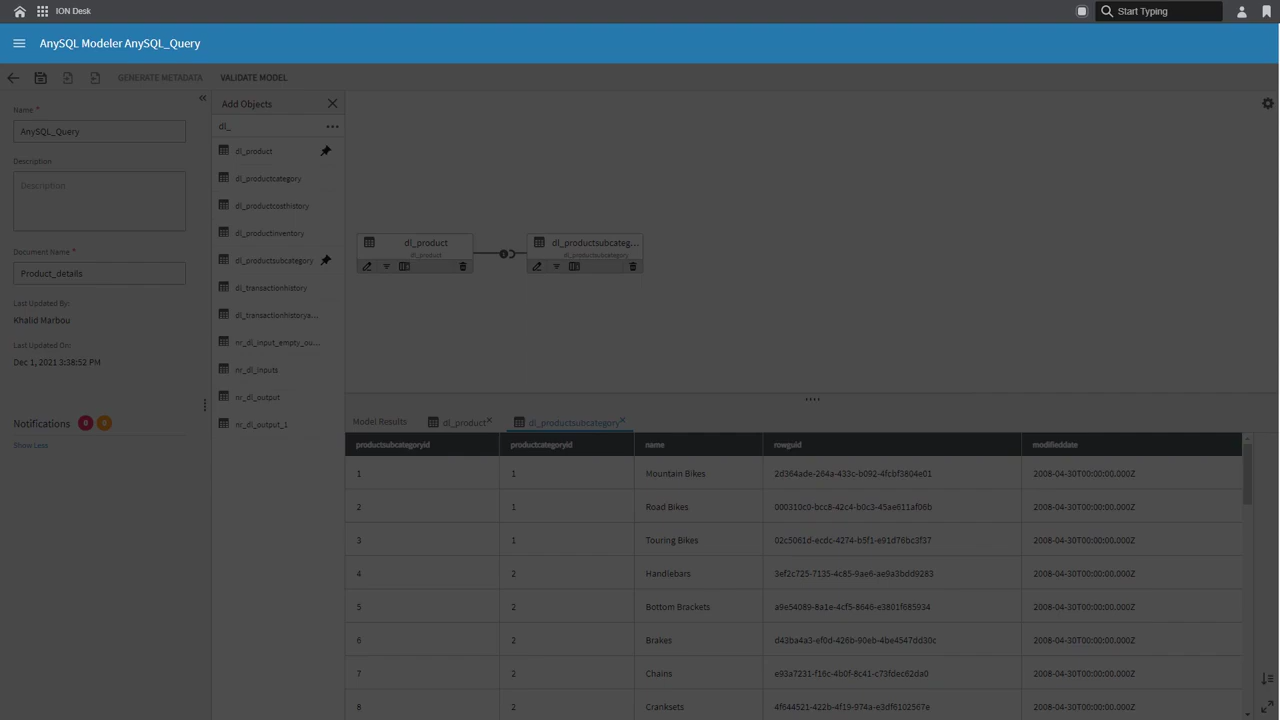 ION Desk
Start Typing
AnySQL Modeler AnySQL_Query
GENERATE METADATA
VALIDATE MODEL
Name *
AnySQL_Query
Description
Description
Document Name *
Product_details
Last Updated By:
Khalid Marbou
Last Updated On:
Dec 1, 2021 3:38:52 PM
Notifications 0 0
Show Less
Add Objects
dl_
dl_product
dl_productcategory
dl_productcosthistory
dl_productinventory
dl_productsubcategory
dl_transactionhistory
dl_transactionhistorya...
nr_dl_input_empty_ou...
nr_dl_inputs
nr_dl_output
nr_dl_output_1
dl_product
dl_product
dl_productsubcateg...
dl_productsubcategory
Model Results
dl_product
dl_productsubcategory
productsubcategoryid productcategoryid name rowguid modifieddate
1 1 Mountain Bikes 2d364ade-264a-433c-b092-4fcbf3804e01 2008-04-30T00:00:00.000Z
2 1 Road Bikes 000310c0-bcc8-42c4-b0c3-45ae611af06b 2008-04-30T00:00:00.000Z
3 1 Touring Bikes 02c5061d-ecdc-4274-b5f1-e91d76bc3f37 2008-04-30T00:00:00.000Z
4 2 Handlebars 3ef2c725-7135-4c85-9ae6-ae9a3bdd9283 2008-04-30T00:00:00.000Z
5 2 Bottom Brackets a9e54089-8a1e-4cf5-8646-e3801f685934 2008-04-30T00:00:00.000Z
6 2 Brakes d43ba4a3-ef0d-426b-90eb-4be4547dd30c 2008-04-30T00:00:00.000Z
7 2 Chains e93a7231-f16c-4b0f-8c41-c73fdec62da0 2008-04-30T00:00:00.000Z
8 2 Cranksets 4f644521-422b-4f19-974a-e3df6102567e 2008-04-30T00:00:00.000Z